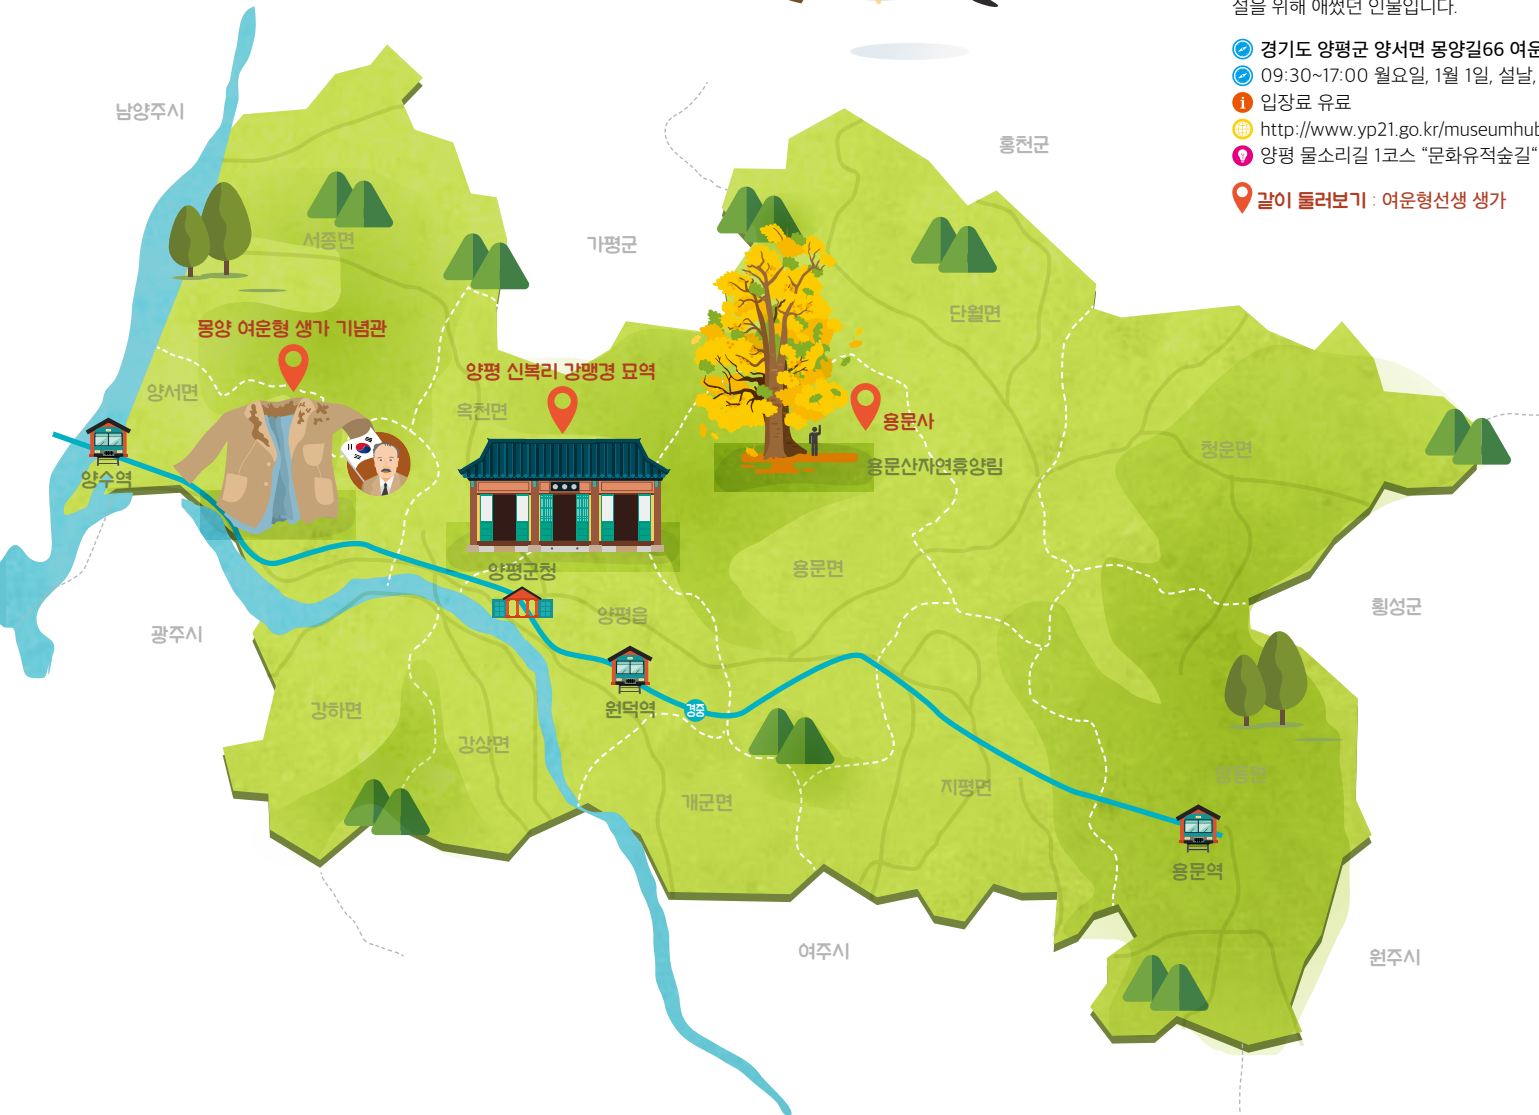 설을 위해 애썼던 인물입니다.
경기도 양평군 양서면 몽양길66 여운
09:30~17:00 월요일, 1월 1일, 설날,
입장료 유료
http://www.yp21.go.kr/museumhub
양평 물소리길 1코스 “문화유적숲길“
같이 둘러보기 : 여운형선생 생가
남양주시
홍천군
서종면
가평군
단월면
몽양 여운형 생가 기념관
양평 신복리 강맹경 묘역
양서면
옥천면
용문사
청운면
용문산자연휴양림
양수역
양평군청
용문면
양평읍
횡성군
광주시
강하면
원덕역
경중
강상면
양동면
지평면
개군면
용문역
여주시
원주시